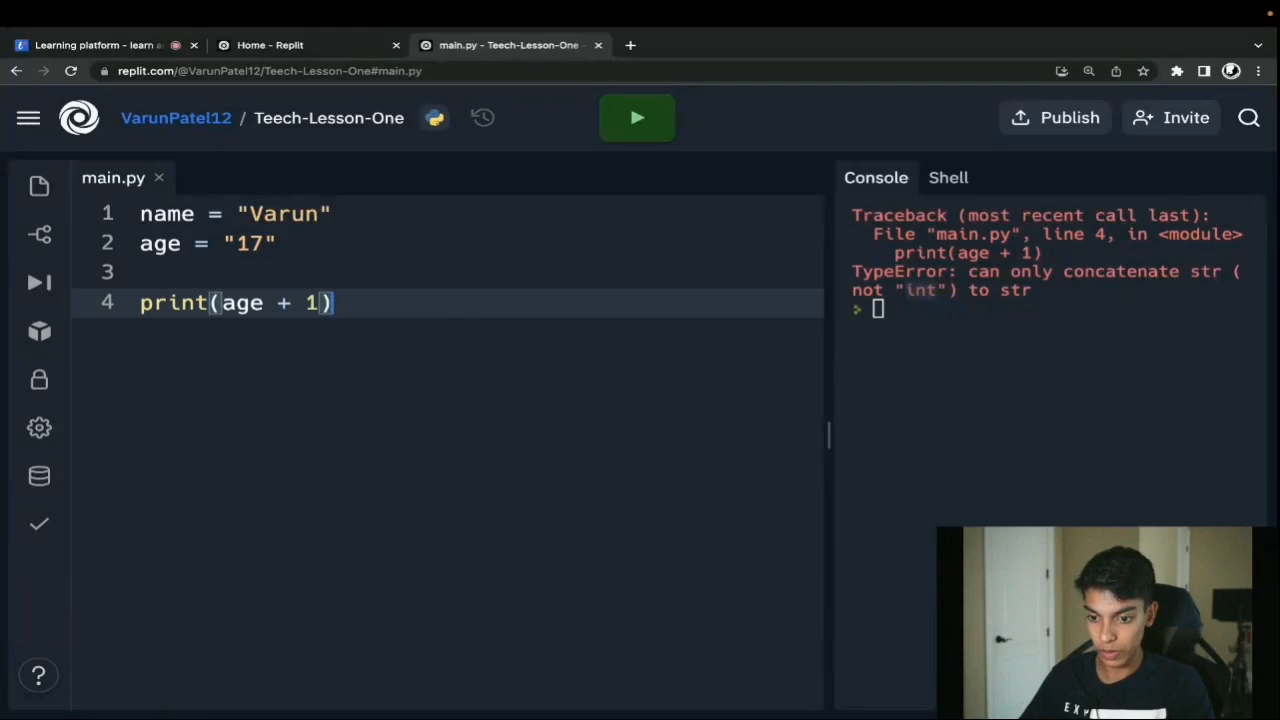 Learning platform - learn a
Home - Replit
main.py - Teech-Lesson-One
replit.com/@VarunPatel12/Teech-Lesson-One#main.py
VarunPatel12 / Teech-Lesson-One
Publish
Invite
main.py
1 name = "Varun"
2 age = "17"
3
4 print(age + 1)
Console
Shell
Traceback (most recent call last):
File "main.py", line 4, in <module>
print(age + 1)
TypeError: can only concatenate str (
not "int") to str
>
?
EXP